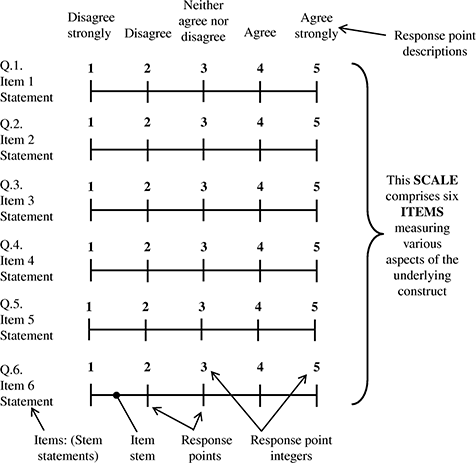 Disagree strongly
Disagree
Neither agree nor disagree
Agree
Agree strongly
Response point descriptions
Q.1.
Item 1
Statement
1 2 3 4 5
Q.2.
Item 2
Statement
1 2 3 4 5
Q.3.
Item 3
Statement
1 2 3 4 5
Q.4.
Item 4
Statement
1 2 3 4 5
Q.5.
Item 5
Statement
1 2 3 4 5
Q.6.
Item 6
Statement
1 2 3 4 5
This SCALE
comprises six
ITEMS
measuring
various
aspects of the
underlying
construct
Items: (Stem
statements)
Item
stem
Response
points
Response point
integers